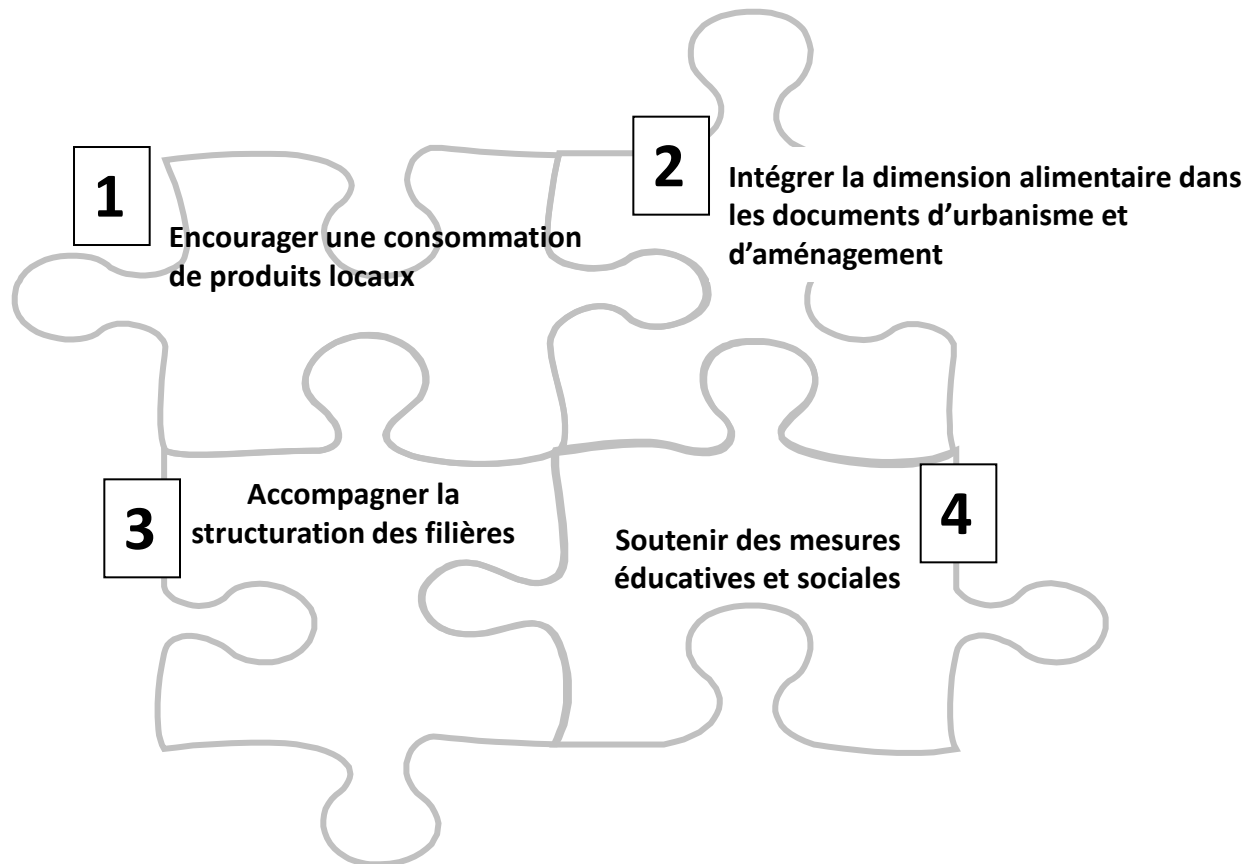 1
Encourager une consommation
de produits locaux
2
Intégrer la dimension alimentaire dans
les documents d’urbanisme et
d’aménagement
3
Accompagner la
structuration des filières
4
Soutenir des mesures
éducatives et sociales